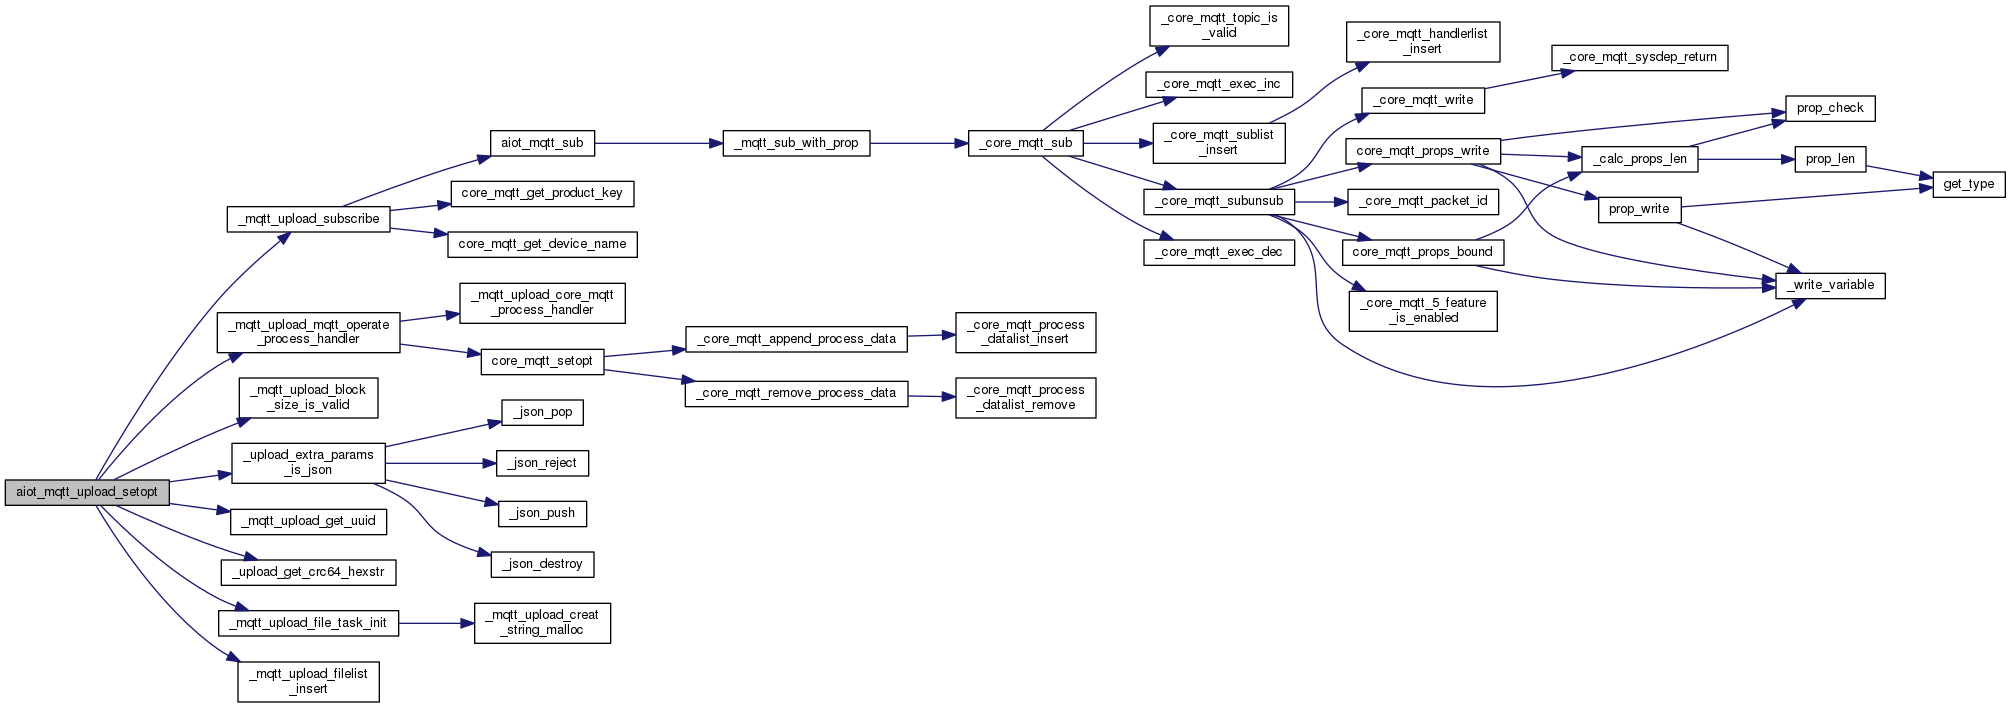 aiot_mqtt_upload_setopt
_mqtt_upload_subscribe
_mqtt_upload_mqtt_operate
_process_handler
_mqtt_upload_block
_size_is_valid
_upload_extra_params
_is_json
_mqtt_upload_get_uuid
_upload_get_crc64_hexstr
_mqtt_upload_file_task_init
_mqtt_upload_filelist
_insert
aiot_mqtt_sub
core_mqtt_get_product_key
core_mqtt_get_device_name
_mqtt_upload_core_mqtt
_process_handler
core_mqtt_setopt
_json_pop
_json_reject
_json_push
_json_destroy
_mqtt_upload_creat
_string_malloc
_mqtt_sub_with_prop
_core_mqtt_append_process_data
_core_mqtt_remove_process_data
_core_mqtt_sub
_core_mqtt_process
_datalist_insert
_core_mqtt_process
_datalist_remove
_core_mqtt_topic_is
_valid
_core_mqtt_exec_inc
_core_mqtt_sublist
_insert
_core_mqtt_subunsub
_core_mqtt_exec_dec
_core_mqtt_handlerlist
_insert
_core_mqtt_write
core_mqtt_props_write
_core_mqtt_packet_id
core_mqtt_props_bound
_core_mqtt_5_feature
_is_enabled
_core_mqtt_sysdep_return
_calc_props_len
prop_write
prop_check
prop_len
_write_variable
get_type